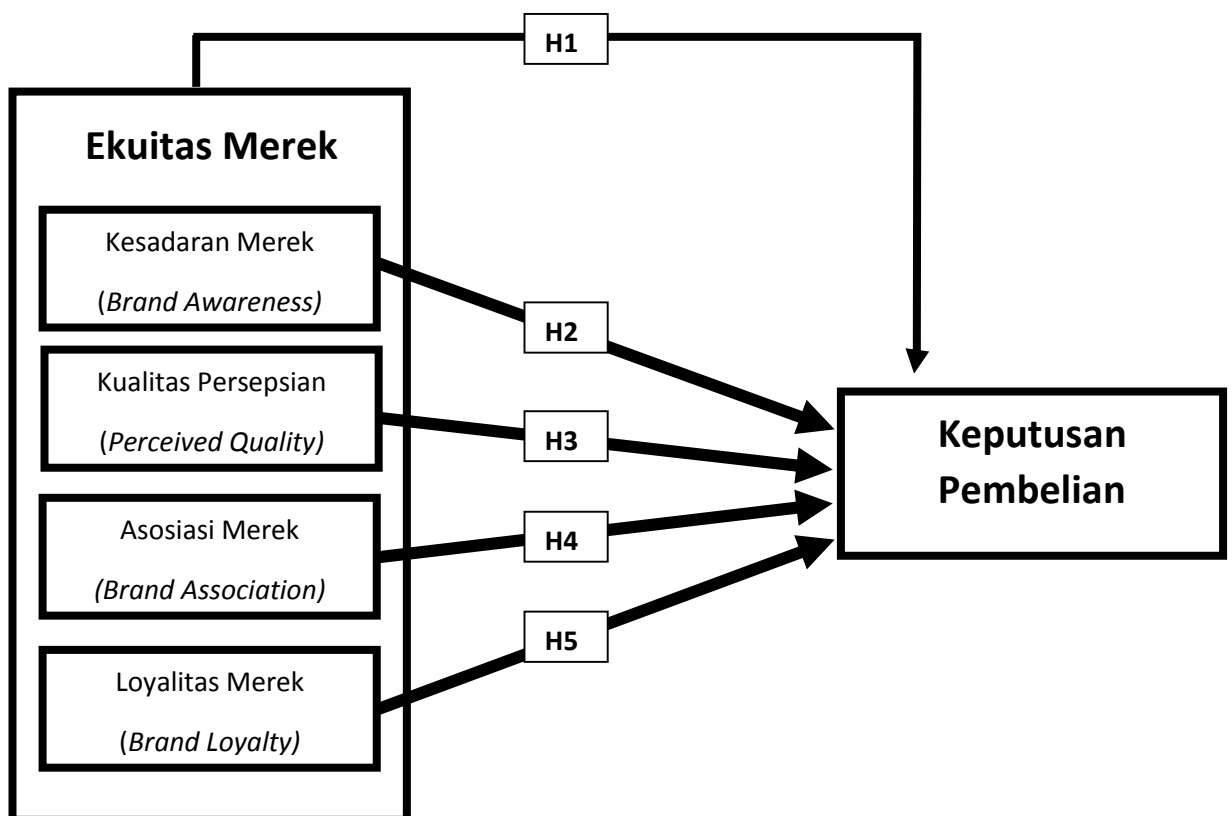 H1
Ekuitas Merek
Kesadaran Merek
(Brand Awareness)
Kualitas Persepsian
(Perceived Quality)
Asosiasi Merek
(Brand Association)
Loyalitas Merek
(Brand Loyalty)
H2
H3
H4
H5
Keputusan
Pembelian